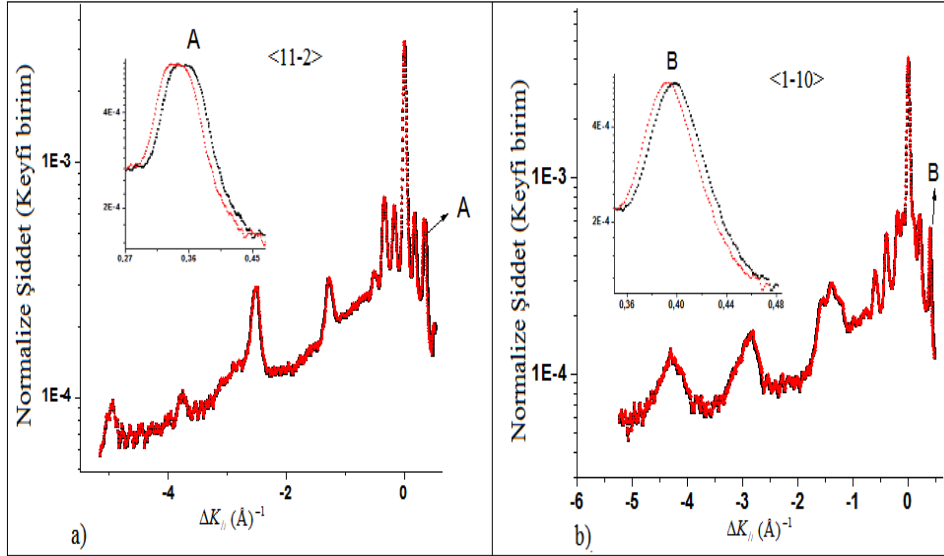 A
<11-2>
4E-4
2E-4
0,27
0,36
0,45
A
1E-3
1E-4
-4
-2
0
Normalize Şiddet (Keyfi birim)
ΔK// (Å)⁻¹
a)
B
<1-10>
4E-4
2E-4
0,36
0,40
0,44
0,48
B
1E-3
1E-4
-6
-5
-4
-3
-2
-1
0
Normalize Şiddet (Keyfi birim)
ΔK// (Å)⁻¹
b)